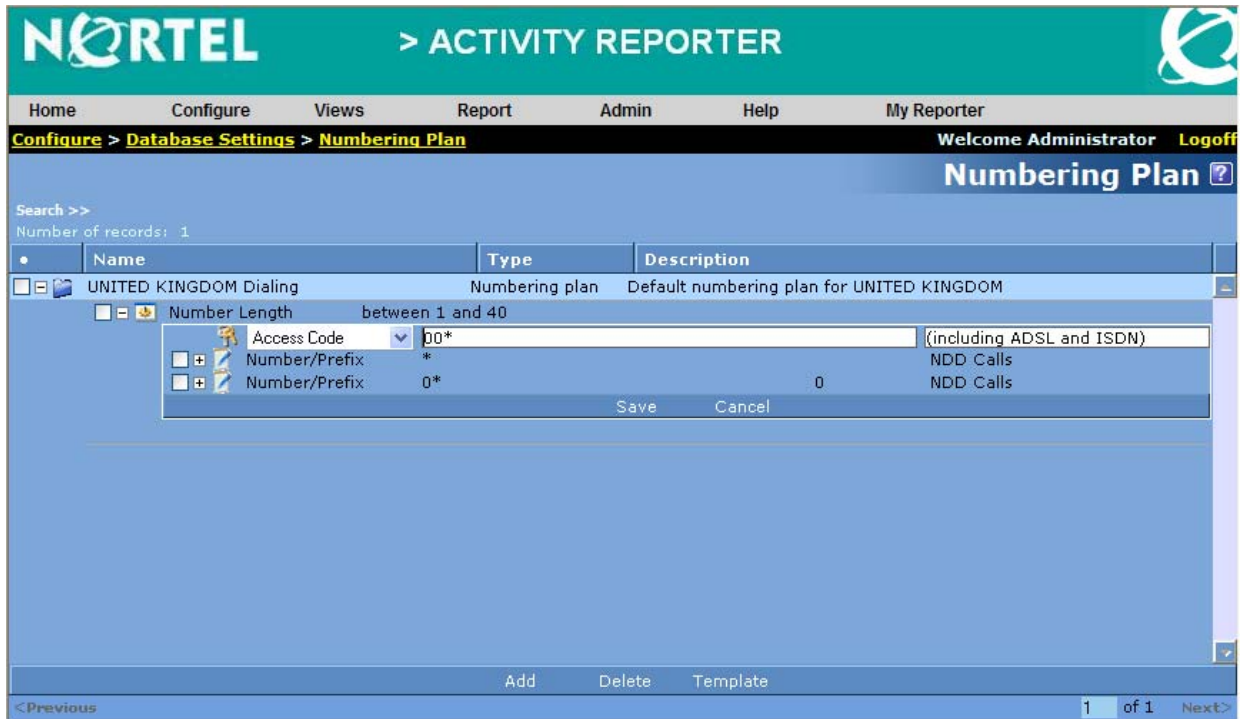 NORTEL > ACTIVITY REPORTER
Home Configure Views Report Admin Help My Reporter
Configure > Database Settings > Numbering Plan Welcome Administrator Logoff
Numbering Plan ?
Search >>
Number of records: 1
Name Type Description
UNITED KINGDOM Dialing Numbering plan Default numbering plan for UNITED KINGDOM
Number Length between 1 and 40
Access Code 00* (including ADSL and ISDN)
Number/Prefix * NDD Calls
Number/Prefix 0* 0 NDD Calls
Save Cancel
Add Delete Template
<Previous 1 of 1 Next>